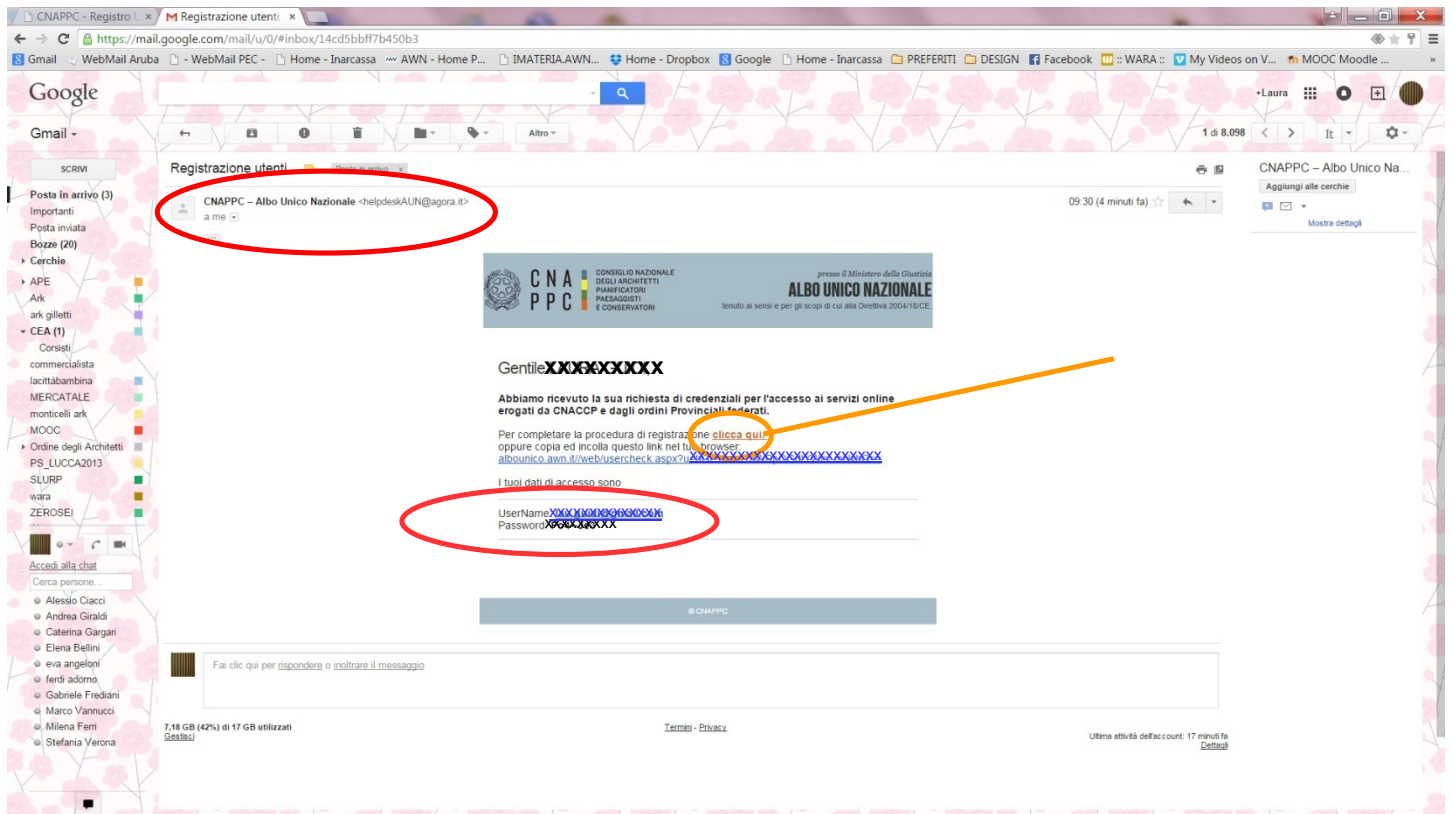 CNAPPC - Registro U
Registrazione utenti
https://mail.google.com/mail/u/0/#inbox/14cd5bbff7b450b3
Gmail WebMail Aruba - WebMail PEC - Home - Inarcassa AWN - Home P... IMATERIA.AWN... Home - Dropbox Google Home - Inarcassa PREFERITI DESIGN Facebook :: WARA :: My Videos on V... MOOC Moodle ... »
Google
+Laura
Gmail
Altro
1 di 8.098
It
SCRIVI
Posta in arrivo (3)
Importanti
Posta inviata
Bozze (20)
Cerchie
APE
Ark
ark gilletti
CEA (1)
Corsisti
commercialista
lacittàbambina
MERCATALE
monticelli ark
MOOC
Ordine degli Architetti
PS_LUCCA2013
SLURP
wara
ZEROSEI
Accedi alla chat
Cerca persone...
Alessio Ciacci
Andrea Giraldi
Caterina Gargari
Elena Bellini
eva angeloni
ferdi adorno
Gabriele Frediani
Marco Vannucci
Milena Ferri
Stefania Verona
Registrazione utenti
Posta in arrivo x
CNAPPC – Albo Unico Nazionale <helpdeskAUN@agora.it>
a me
09:30 (4 minuti fa)
CNA
PPC
CONSIGLIO NAZIONALE
DEGLI ARCHITETTI
PIANIFICATORI
PAESAGGISTI
E CONSERVATORI
presso il Ministero della Giustizia
ALBO UNICO NAZIONALE
tenuto ai sensi e per gli scopi di cui alla Direttiva 2004/18/CE
Gentile XXXXXXXXX
Abbiamo ricevuto la sua richiesta di credenziali per l'accesso ai servizi online
erogati da CNACCP e dagli ordini Provinciali federati.
Per completare la procedura di registrazione clicca qui.
oppure copia ed incolla questo link nel tuo browser:
albounico.awn.it//web/usercheck.aspx?u
I tuoi dati di accesso sono
UserName
Password
© CNAPPC
Fai clic qui per rispondere o inoltrare il messaggio
7,18 GB (42%) di 17 GB utilizzati
Gestisci
Termini - Privacy
Ultima attività dell'account: 17 minuti fa
Dettagli
CNAPPC – Albo Unico Na...
Aggiungi alle cerchie
Mostra dettagli